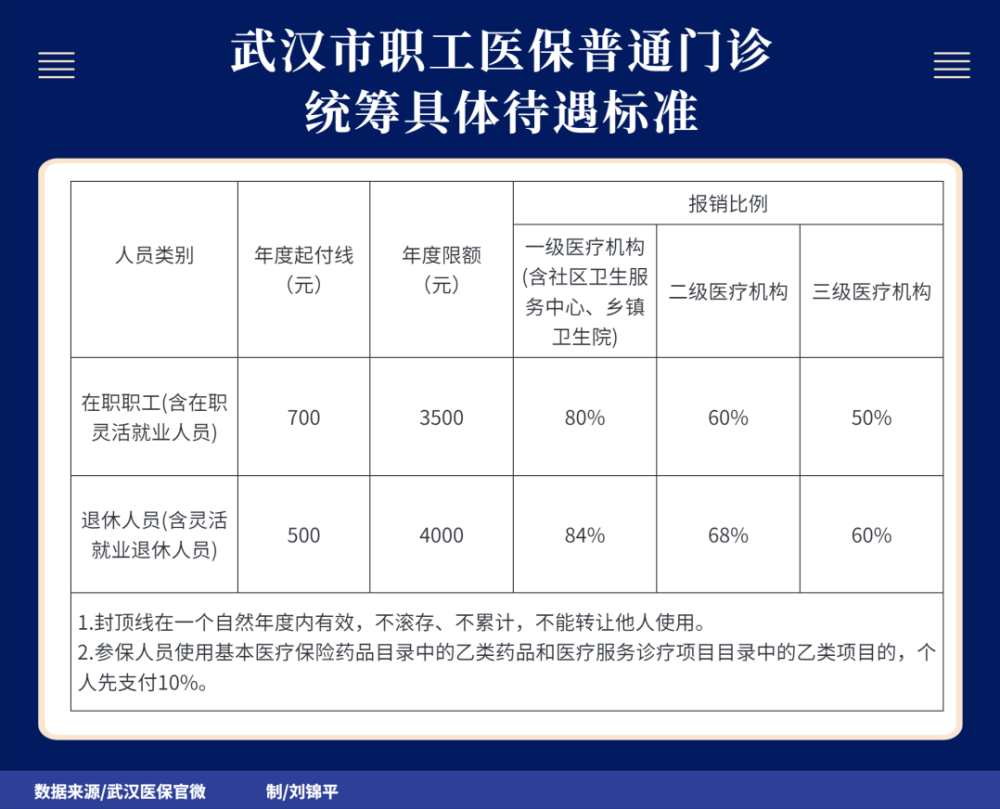 武汉市职工医保普通门诊
统筹具体待遇标准
人员类别
年度起付线
（元）
年度限额
（元）
报销比例
一级医疗机构
(含社区卫生服
务中心、乡镇
卫生院)
二级医疗机构
三级医疗机构
在职职工(含在职
灵活就业人员)
700
3500
80%
60%
50%
退休人员(含灵活
就业退休人员)
500
4000
84%
68%
60%
1.封顶线在一个自然年度内有效，不滚存、不累计，不能转让他人使用。
2.参保人员使用基本医疗保险药品目录中的乙类药品和医疗服务诊疗项目目录中的乙类项目的，个
人先支付10%。
数据来源/武汉医保官微
制/刘锦平